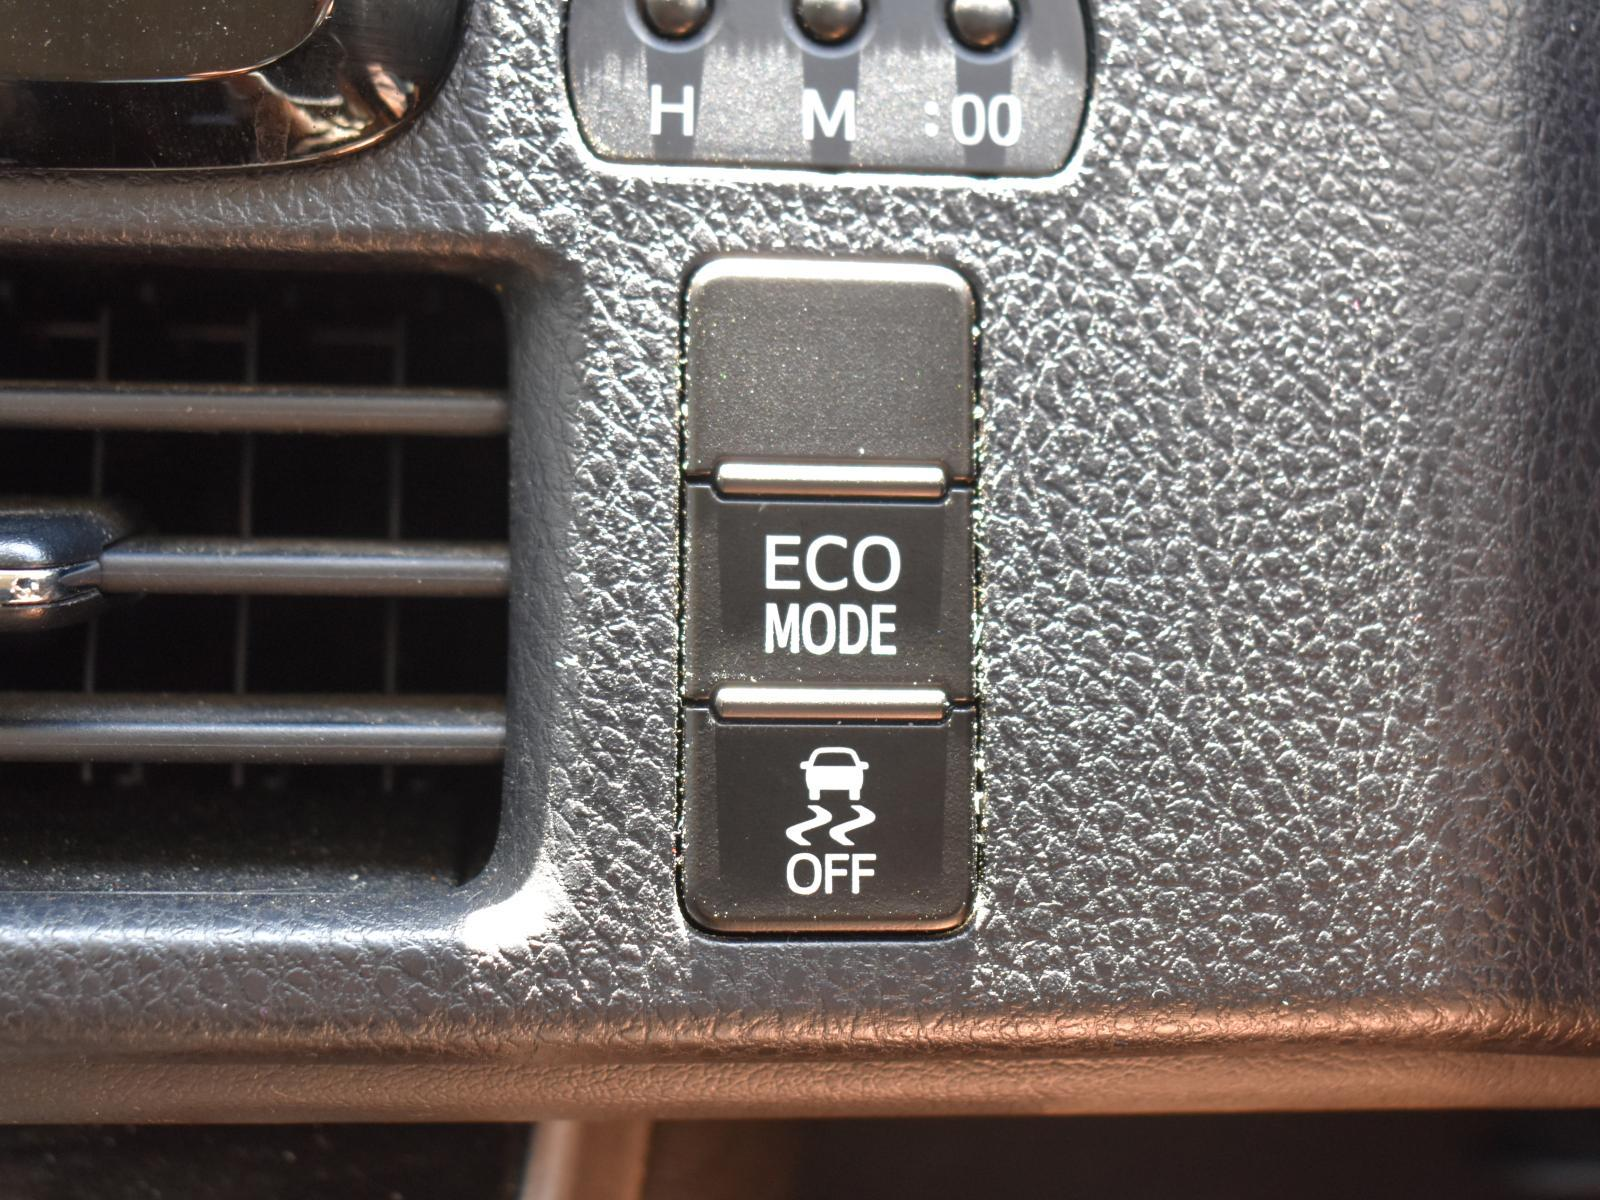 H M :00
ECO
MODE
OFF